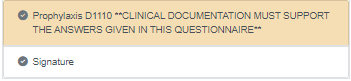 Prophylaxis D1110 **CLINICAL DOCUMENTATION MUST SUPPORT
THE ANSWERS GIVEN IN THIS QUESTIONNAIRE**
Signature